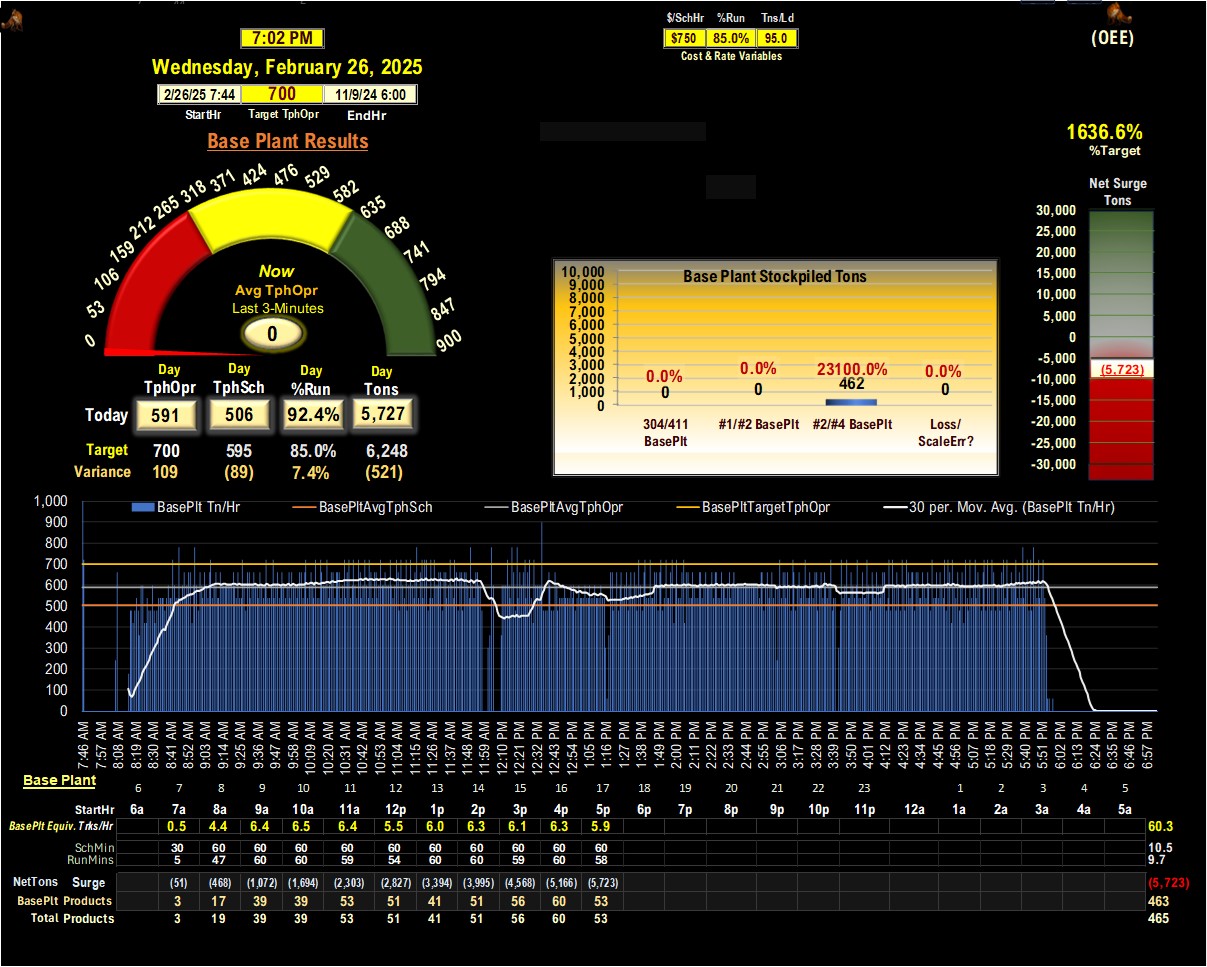 $/SchHr %Run Tns/Ld
7:02 PM
$750 85.0% 95.0
(OEE)
Cost & Rate Variables
Wednesday, February 26, 2025
2/26/25 7:44 700 11/9/24 6:00
StartHr Target TphOpr EndHr
Base Plant Results
1636.6%
%Target
Net Surge
Tons
0 53 106 159 212 265 318 371 424 476 529 582 635 688 741 794 847 900
Now
Avg TphOpr
Last 3-Minutes
0
30,000
25,000
20,000
15,000
10,000
5,000
0
-5,000
(5.723)
-10,000
-15,000
-20,000
-25,000
-30,000
Base Plant Stockpiled Tons
10,000
9,000
8,000
7,000
6,000
5,000
4,000
3,000
2,000
1,000
0
0.0% 0.0% 23100.0% 0.0%
0 0 462 0
304/411 BasePlt
#1/#2 BasePlt
#2/#4 BasePlt
Loss/ ScaleErr?
Day Day Day Day
TphOpr TphSch %Run Tons
Today 591 506 92.4% 5,727
Target 700 595 85.0% 6,248
Variance 109 (89) 7.4% (521)
BasePlt Tn/Hr BasePltAvgTphSch BasePltAvgTphOpr BasePltTargetTphOpr 30 per. Mov. Avg. (BasePlt Tn/Hr)
1,000
900
800
700
600
500
400
300
200
100
0
7:46 AM 7:57 AM 8:08 AM 8:19 AM 8:30 AM 8:41 AM 8:52 AM 9:03 AM 9:14 AM 9:25 AM 9:36 AM 9:47 AM 9:58 AM 10:09 AM 10:20 AM 10:31 AM 10:42 AM 10:53 AM 11:04 AM 11:15 AM 11:26 AM 11:37 AM 11:48 AM 11:59 AM 12:10 PM 12:21 PM 12:32 PM 12:43 PM 12:54 PM 1:05 PM 1:16 PM 1:27 PM 1:38 PM 1:49 PM 2:00 PM 2:11 PM 2:22 PM 2:33 PM 2:44 PM 2:55 PM 3:06 PM 3:17 PM 3:28 PM 3:39 PM 3:50 PM 4:01 PM 4:12 PM 4:23 PM 4:34 PM 4:45 PM 4:56 PM 5:07 PM 5:18 PM 5:29 PM 5:40 PM 5:51 PM 6:02 PM 6:13 PM 6:24 PM 6:35 PM 6:46 PM 6:57 PM
Base Plant
6 7 8 9 10 11 12 13 14 15 16 17 18 19 20 21 22 23 1 2 3 4 5
StartHr 6a 7a 8a 9a 10a 11a 12p 1p 2p 3p 4p 5p 6p 7p 8p 9p 10p 11p 12a 1a 2a 3a 4a 5a
BasePlt Equiv. Trks/Hr 0.5 4.4 6.4 6.5 6.4 5.5 6.0 6.3 6.1 6.3 5.9 60.3
SchMin 30 60 60 60 60 60 60 60 60 60 60 10.5
RunMins 5 47 60 60 59 54 60 60 59 60 58 9.7
NetTons Surge (51) (468) (1,072) (1,694) (2,303) (2,827) (3,394) (3,995) (4,568) (5,166) (5,723) (5,723)
BasePlt Products 3 17 39 39 53 51 41 51 56 60 53 463
Total Products 3 19 39 39 53 51 41 51 56 60 53 465